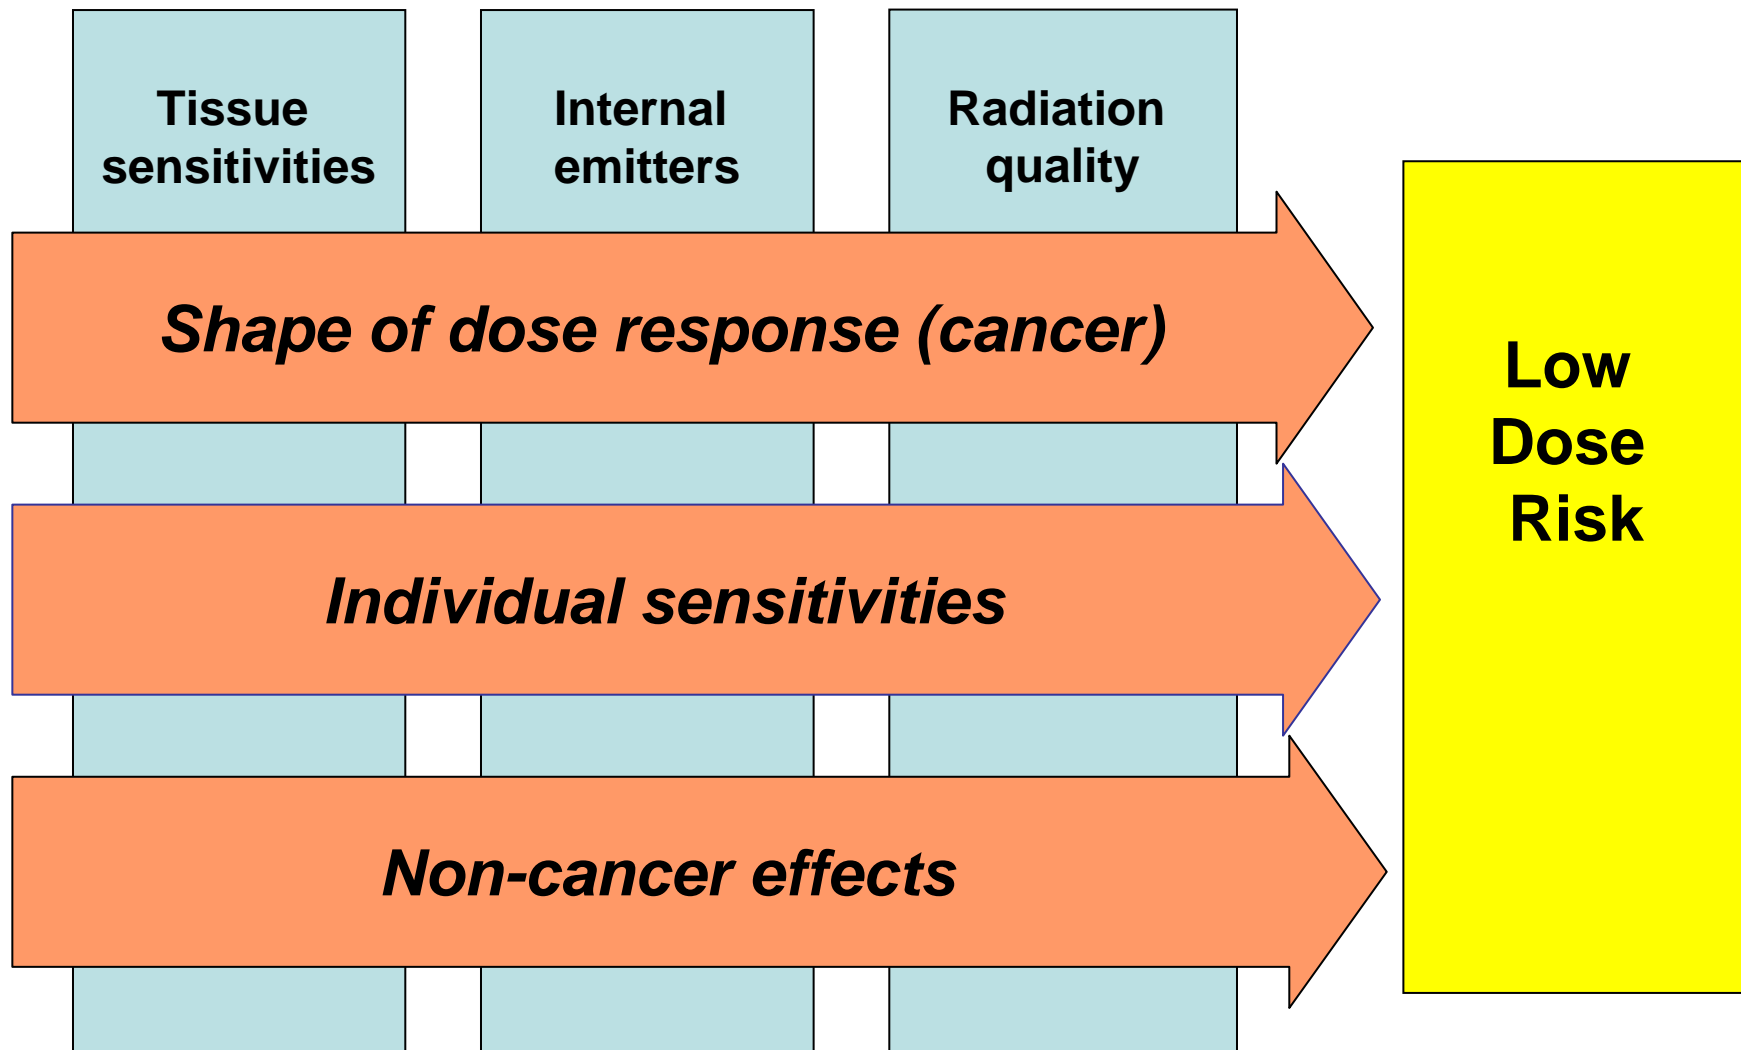 Tissue
sensitivities
Internal
emitters
Radiation
quality
Shape of dose response (cancer)
Individual sensitivities
Non-cancer effects
Low
Dose
Risk